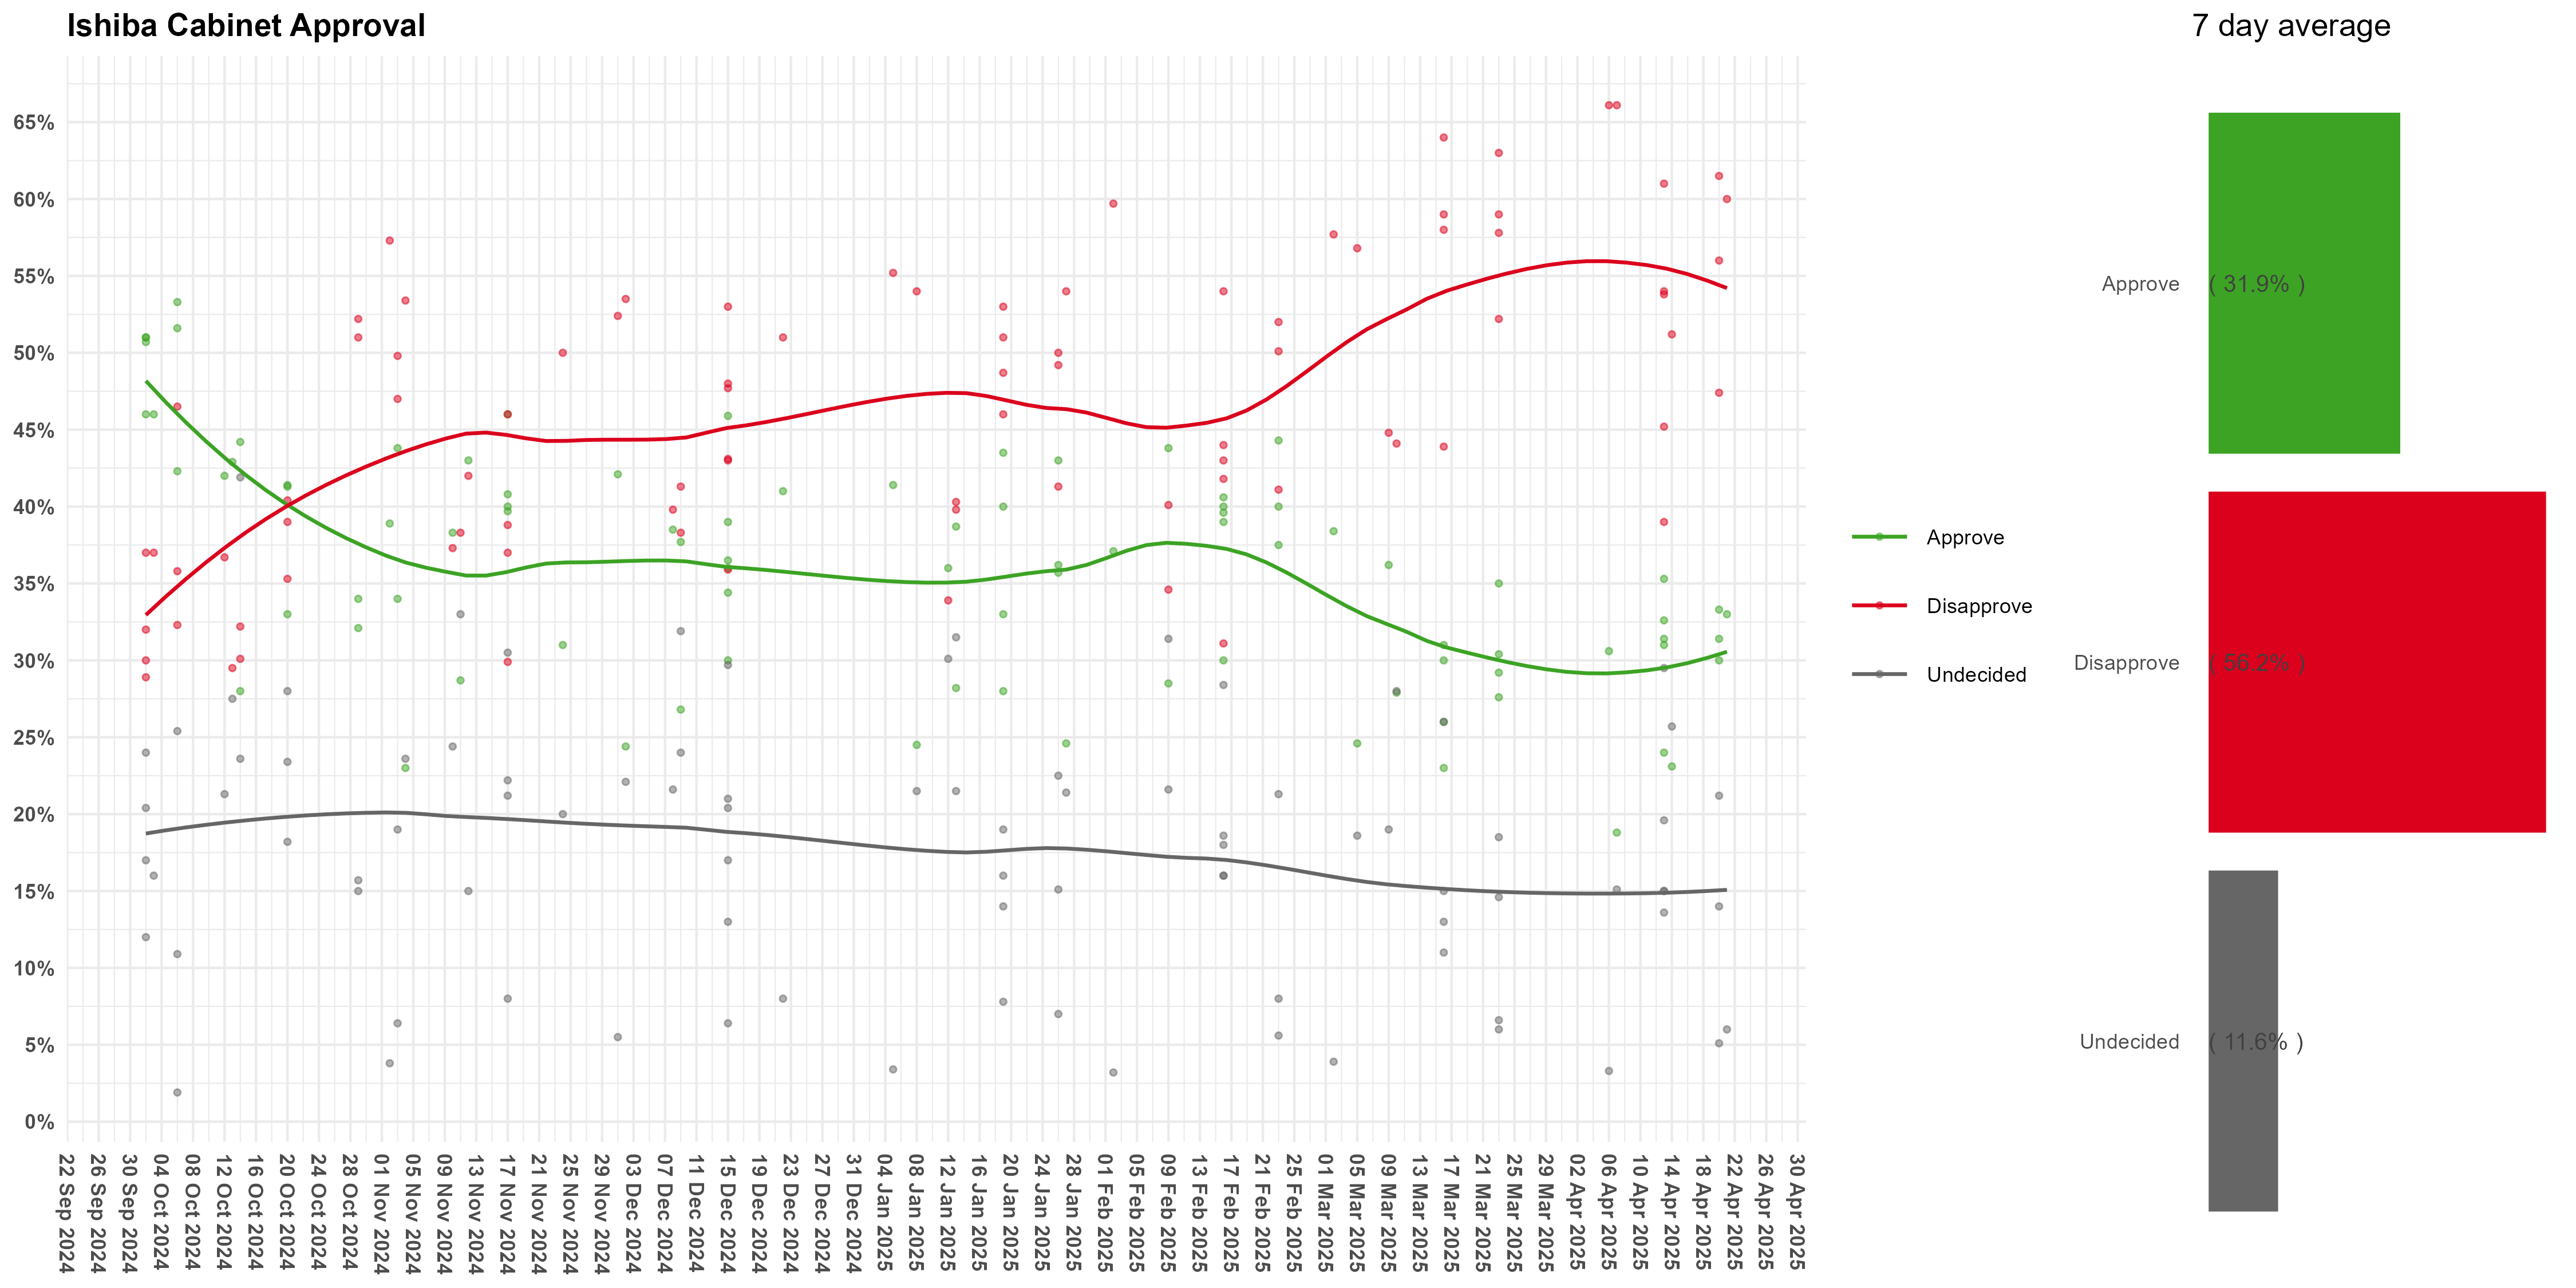 Ishiba Cabinet Approval
7 day average
65%
60%
55%
50%
45%
40%
35%
30%
25%
20%
15%
10%
5%
0%
22 Sep 2024
26 Sep 2024
30 Sep 2024
04 Oct 2024
08 Oct 2024
12 Oct 2024
16 Oct 2024
20 Oct 2024
24 Oct 2024
28 Oct 2024
01 Nov 2024
05 Nov 2024
09 Nov 2024
13 Nov 2024
17 Nov 2024
21 Nov 2024
25 Nov 2024
29 Nov 2024
03 Dec 2024
07 Dec 2024
11 Dec 2024
15 Dec 2024
19 Dec 2024
23 Dec 2024
27 Dec 2024
31 Dec 2024
04 Jan 2025
08 Jan 2025
12 Jan 2025
16 Jan 2025
20 Jan 2025
24 Jan 2025
28 Jan 2025
01 Feb 2025
05 Feb 2025
09 Feb 2025
13 Feb 2025
17 Feb 2025
21 Feb 2025
25 Feb 2025
01 Mar 2025
05 Mar 2025
09 Mar 2025
13 Mar 2025
17 Mar 2025
21 Mar 2025
25 Mar 2025
29 Mar 2025
02 Apr 2025
06 Apr 2025
10 Apr 2025
14 Apr 2025
18 Apr 2025
22 Apr 2025
26 Apr 2025
30 Apr 2025
Approve
Disapprove
Undecided
Approve ( 31.9% )
Disapprove ( 56.2% )
Undecided ( 11.6% )